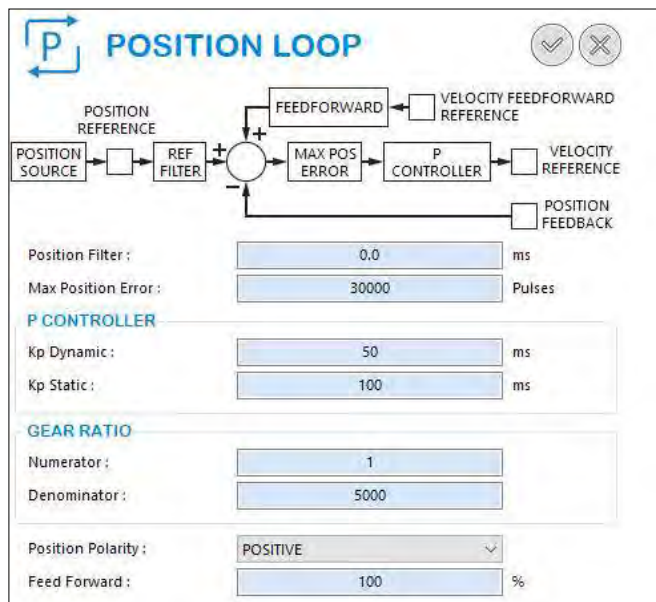 P POSITION LOOP
FEEDFORWARD
VELOCITY FEEDFORWARD
REFERENCE
POSITION
REFERENCE
POSITION
SOURCE
REF
FILTER
+
+
−
MAX POS
ERROR
P
CONTROLLER
VELOCITY
REFERENCE
POSITION
FEEDBACK
Position Filter : 0.0 ms
Max Position Error : 30000 Pulses
P CONTROLLER
Kp Dynamic : 50 ms
Kp Static : 100 ms
GEAR RATIO
Numerator : 1
Denominator : 5000
Position Polarity : POSITIVE
Feed Forward : 100 %